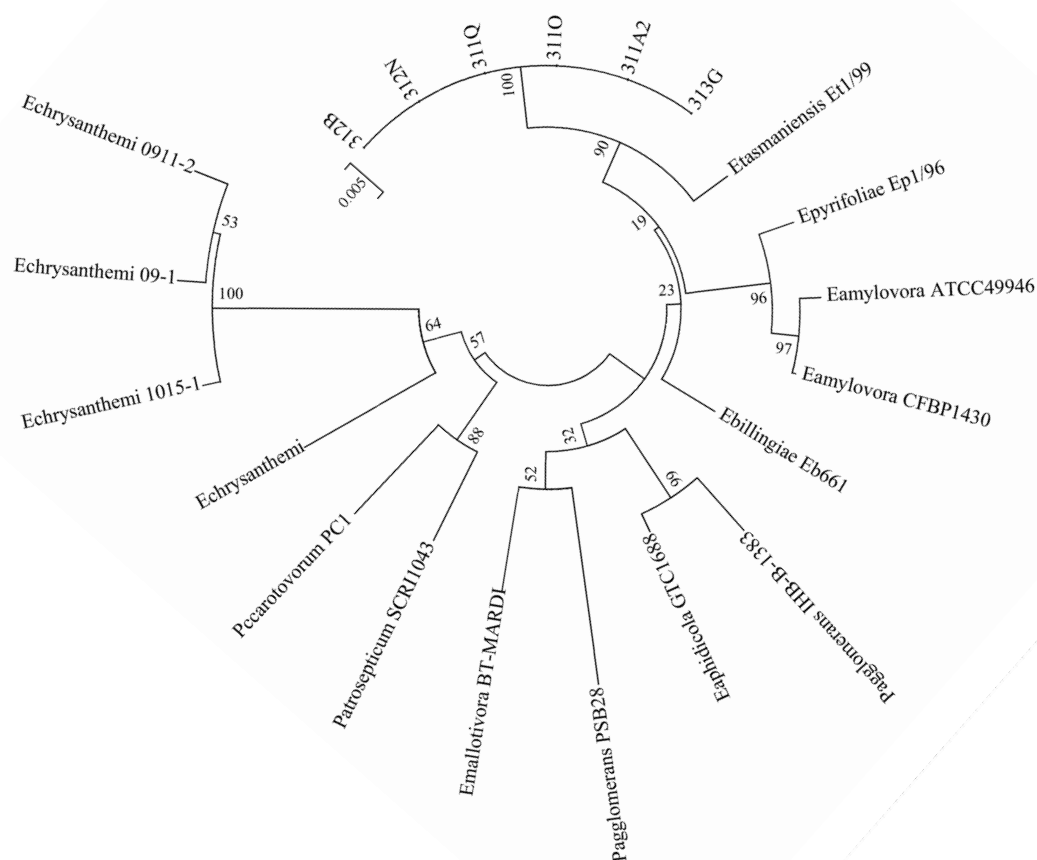 312B
312N
311Q
311O
311A2
313G
100
0.005
90
Etasmaniensis Et1/99
19
Epyrifoliae Ep1/96
96
Eamylovora ATCC49946
97
Eamylovora CFBP1430
23
Ebillingiae Eb661
32
99
Pagglomerans IHB-B-1383
Eaphidicola GTC1688
52
Pagglomerans PSB28
Emallotivora BT-MARDI
57
88
Patrosepticum SCRI1043
Pccarotovorum PC1
64
Echrysanthemi
100
Echrysanthemi 1015-1
53
Echrysanthemi 09-1
Echrysanthemi 0911-2